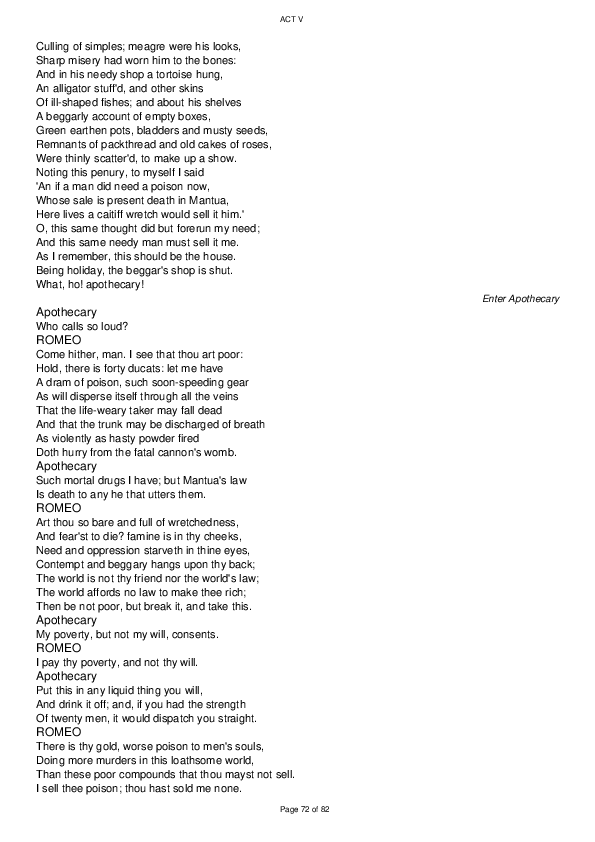 ACT V
Culling of simples; meagre were his looks,
Sharp misery had worn him to the bones:
And in his needy shop a tortoise hung,
An alligator stuff'd, and other skins
Of ill-shaped fishes; and about his shelves
A beggarly account of empty boxes,
Green earthen pots, bladders and musty seeds,
Remnants of packthread and old cakes of roses,
Were thinly scatter'd, to make up a show.
Noting this penury, to myself I said
'An if a man did need a poison now,
Whose sale is present death in Mantua,
Here lives a caitiff wretch would sell it him.'
O, this same thought did but forerun my need;
And this same needy man must sell it me.
As I remember, this should be the house.
Being holiday, the beggar's shop is shut.
What, ho! apothecary!
Enter Apothecary
Apothecary
Who calls so loud?
ROMEO
Come hither, man. I see that thou art poor:
Hold, there is forty ducats: let me have
A dram of poison, such soon-speeding gear
As will disperse itself through all the veins
That the life-weary taker may fall dead
And that the trunk may be discharged of breath
As violently as hasty powder fired
Doth hurry from the fatal cannon's womb.
Apothecary
Such mortal drugs I have; but Mantua's law
Is death to any he that utters them.
ROMEO
Art thou so bare and full of wretchedness,
And fear'st to die? famine is in thy cheeks,
Need and oppression starveth in thine eyes,
Contempt and beggary hangs upon thy back;
The world is not thy friend nor the world's law;
The world affords no law to make thee rich;
Then be not poor, but break it, and take this.
Apothecary
My poverty, but not my will, consents.
ROMEO
I pay thy poverty, and not thy will.
Apothecary
Put this in any liquid thing you will,
And drink it off; and, if you had the strength
Of twenty men, it would dispatch you straight.
ROMEO
There is thy gold, worse poison to men's souls,
Doing more murders in this loathsome world,
Than these poor compounds that thou mayst not sell.
I sell thee poison; thou hast sold me none.
Page 72 of 82